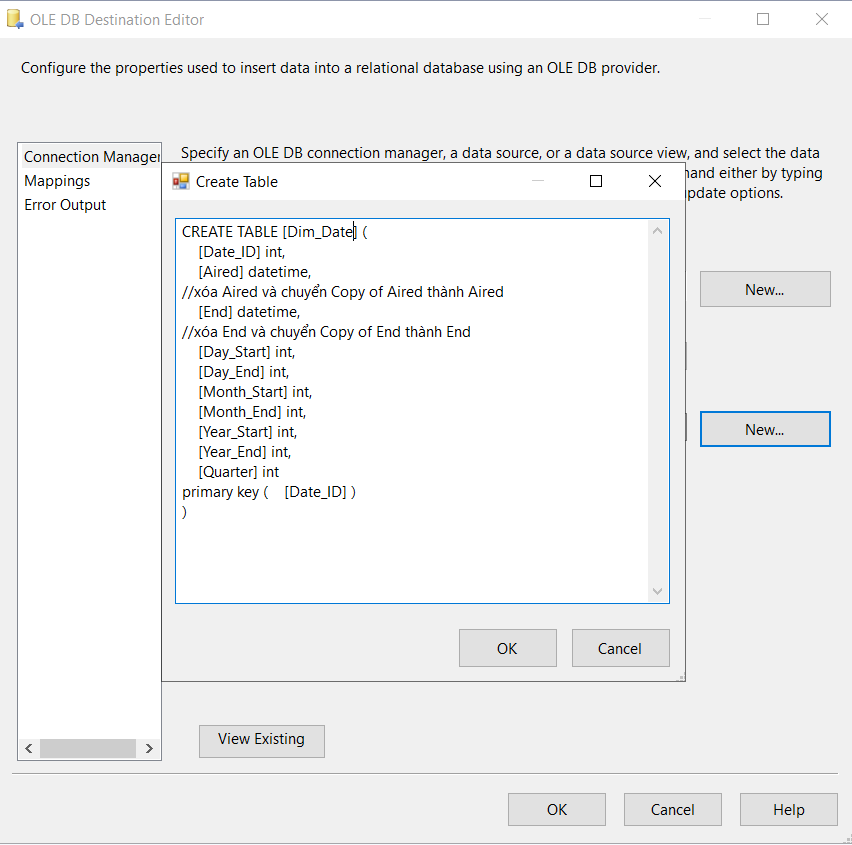 OLE DB Destination Editor
Configure the properties used to insert data into a relational database using an OLE DB provider.
Connection Manager
Mappings
Error Output
Specify an OLE DB connection manager, a data source, or a data source view, and select the data
mand either by typing
update options.
Create Table
CREATE TABLE [Dim_Date] (
[Date_ID] int,
[Aired] datetime,
//xóa Aired và chuyển Copy of Aired thành Aired
[End] datetime,
//xóa End và chuyển Copy of End thành End
[Day_Start] int,
[Day_End] int,
[Month_Start] int,
[Month_End] int,
[Year_Start] int,
[Year_End] int,
[Quarter] int
primary key ( [Date_ID] )
)
OK
Cancel
New...
New...
View Existing
OK
Cancel
Help